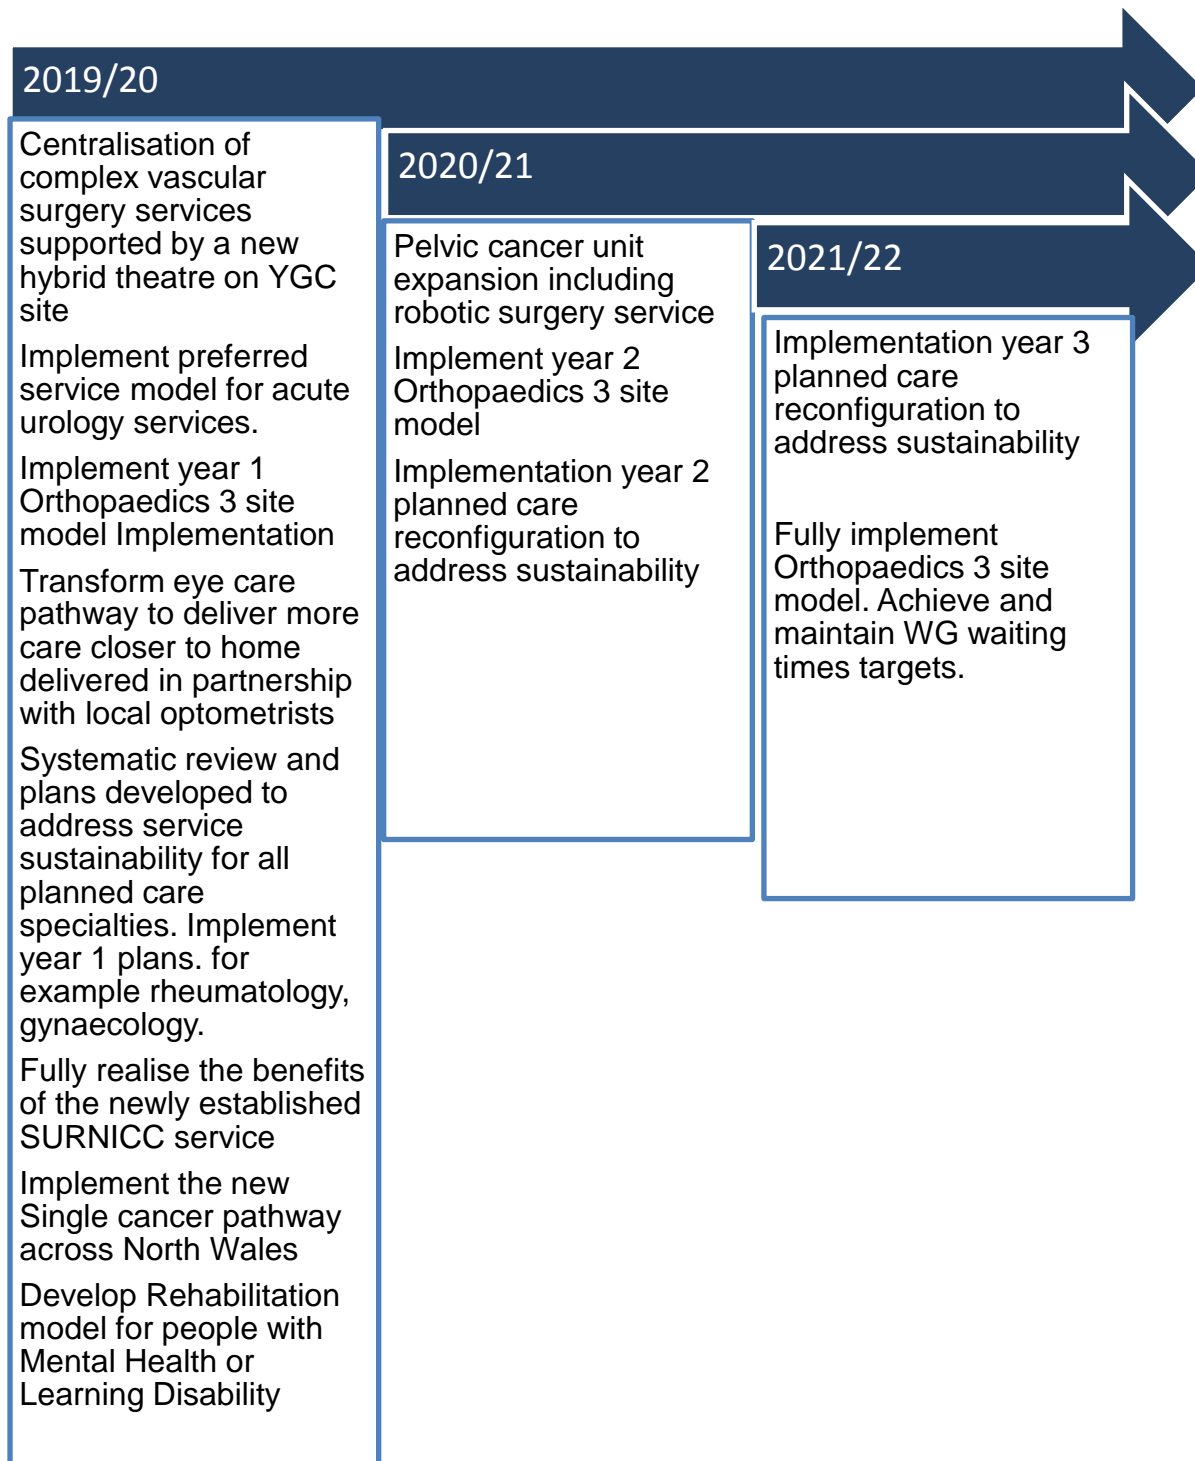 2019/20
Centralisation of
complex vascular
surgery services
supported by a new
hybrid theatre on YGC
site
Implement preferred
service model for acute
urology services.
Implement year 1
Orthopaedics 3 site
model Implementation
Transform eye care
pathway to deliver more
care closer to home
delivered in partnership
with local optometrists
Systematic review and
plans developed to
address service
sustainability for all
planned care
specialties. Implement
year 1 plans. for
example rheumatology,
gynaecology.
Fully realise the benefits
of the newly established
SURNICC service
Implement the new
Single cancer pathway
across North Wales
Develop Rehabilitation
model for people with
Mental Health or
Learning Disability
2020/21
Pelvic cancer unit
expansion including
robotic surgery service
Implement year 2
Orthopaedics 3 site
model
Implementation year 2
planned care
reconfiguration to
address sustainability
2021/22
Implementation year 3
planned care
reconfiguration to
address sustainability
Fully implement
Orthopaedics 3 site
model. Achieve and
maintain WG waiting
times targets.